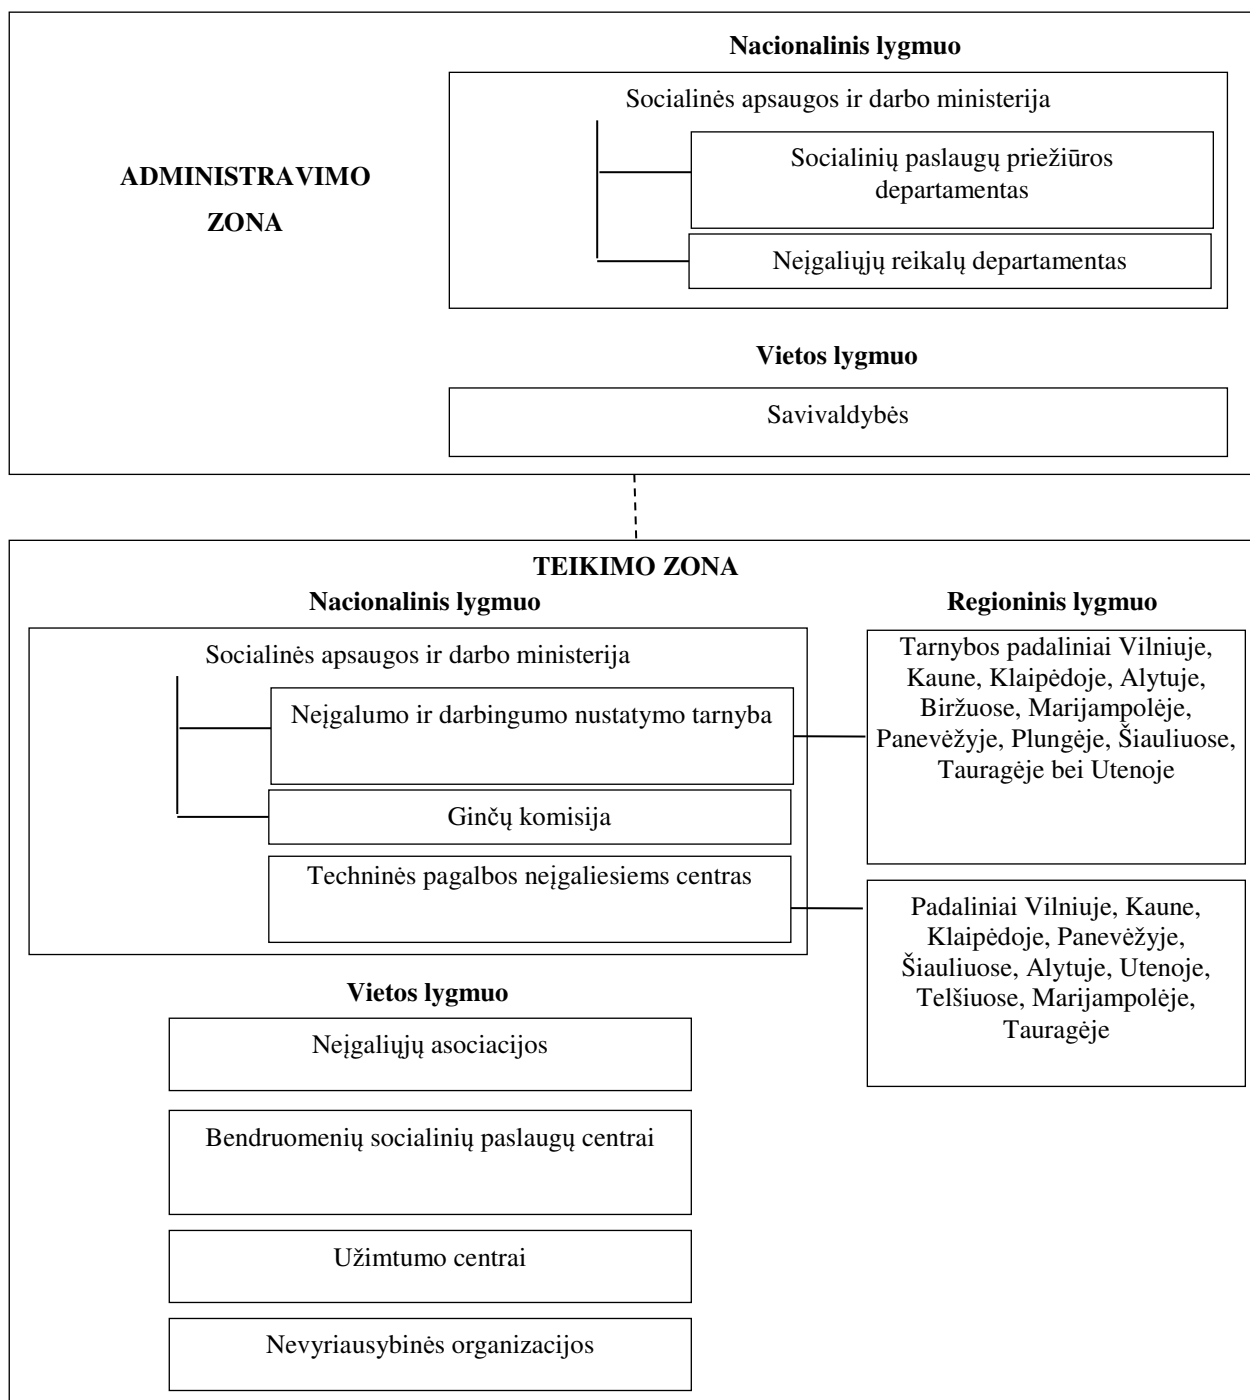 Nacionalinis lygmuo
Socialinės apsaugos ir darbo ministerija
ADMINISTRAVIMO
ZONA
Socialinių paslaugų priežiūros
departamentas
Neįgaliųjų reikalų departamentas
Vietos lygmuo
Savivaldybės
TEIKIMO ZONA
Nacionalinis lygmuo
Socialinės apsaugos ir darbo ministerija
Neįgalumo ir darbingumo nustatymo tarnyba
Ginčų komisija
Techninės pagalbos neįgaliesiems centras
Regioninis lygmuo
Tarnybos padaliniai Vilniuje,
Kaune, Klaipėdoje, Alytuje,
Biržuose, Marijampolėje,
Panevėžyje, Plungėje, Šiauliuose,
Tauragėje bei Utenoje
Padaliniai Vilniuje, Kaune,
Klaipėdoje, Panevėžyje,
Šiauliuose, Alytuje, Utenoje,
Telšiuose, Marijampolėje,
Tauragėje
Vietos lygmuo
Neįgaliųjų asociacijos
Bendruomenių socialinių paslaugų centrai
Užimtumo centrai
Nevyriausybinės organizacijos